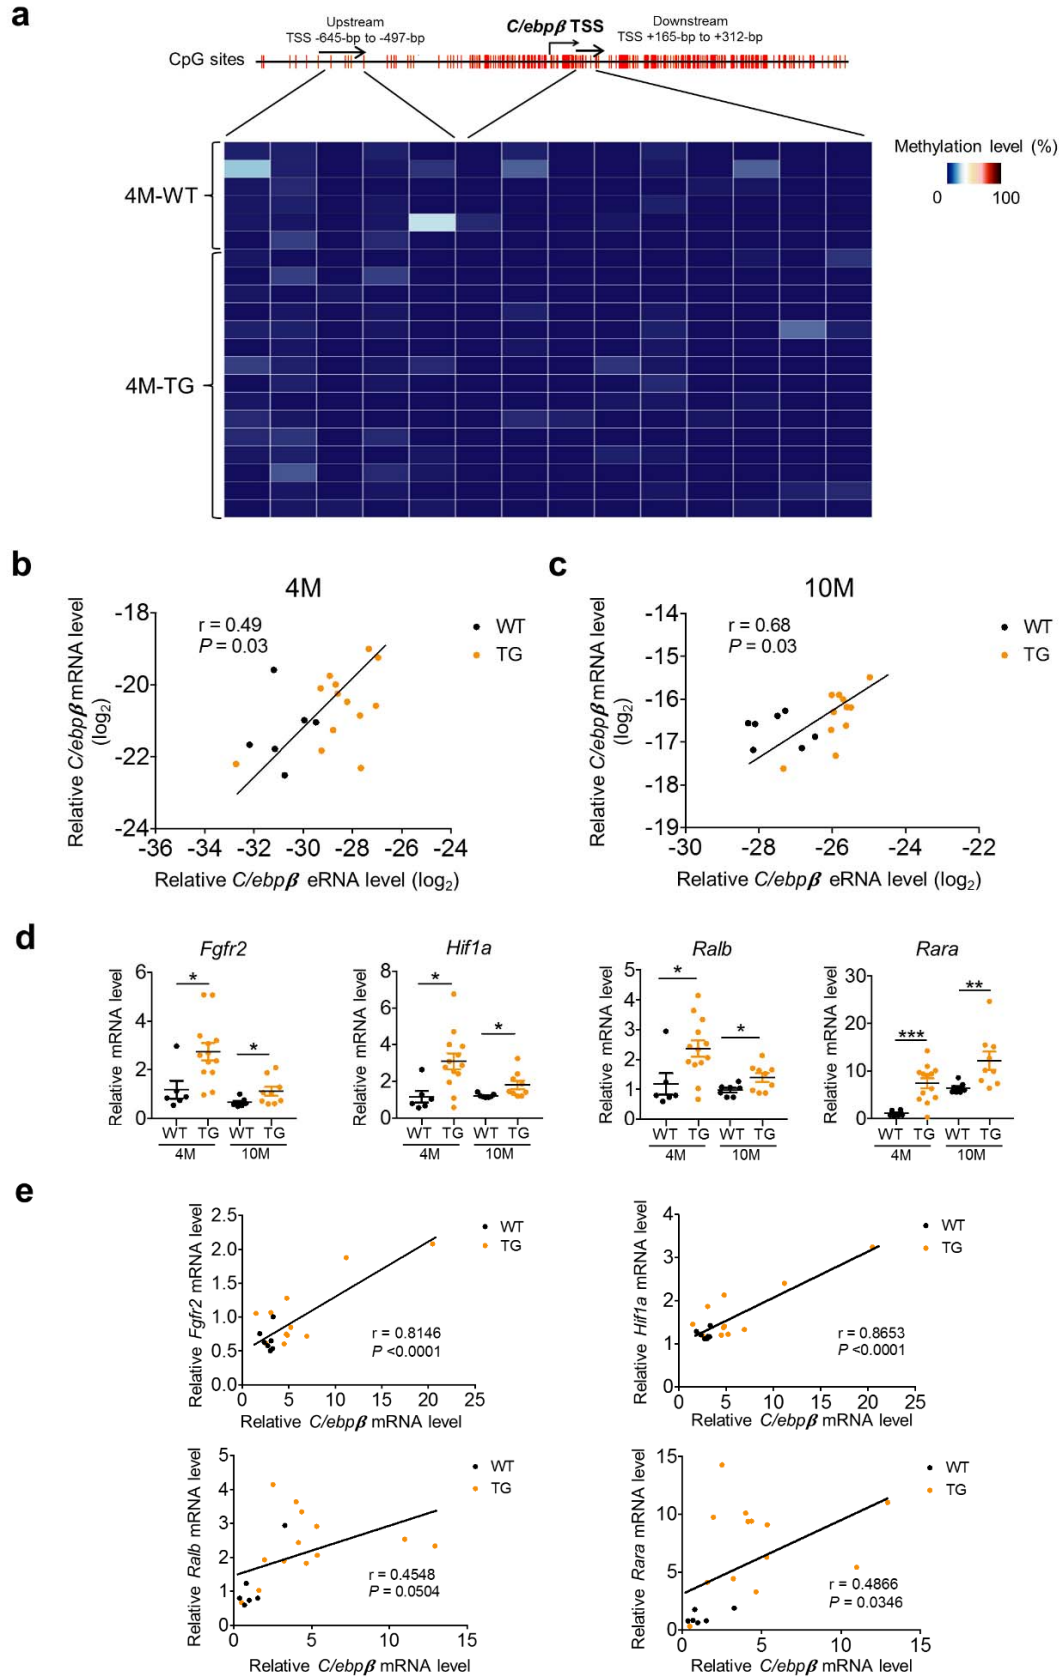 a
Upstream
TSS -645-bp to -497-bp
C/ebpβ TSS
Downstream
TSS +165-bp to +312-bp
CpG sites
Methylation level (%)
0 100
4M-WT
4M-TG
b
4M
Relative C/ebpβ mRNA level
(log2)
-18
-20
-22
-24
r = 0.49
P = 0.03
WT
TG
-36 -34 -32 -30 -28 -26 -24
Relative C/ebpβ eRNA level (log2)
c
10M
Relative C/ebpβ mRNA level
(log2)
-14
-15
-16
-17
-18
-19
r = 0.68
P = 0.03
WT
TG
-30 -28 -26 -24 -22
Relative C/ebpβ eRNA level (log2)
d
Fgfr2
Relative mRNA level
6
4
2
0
*
*
WT TG WT TG
4M 10M
Hif1a
Relative mRNA level
8
6
4
2
0
*
*
WT TG WT TG
4M 10M
Ralb
Relative mRNA level
5
4
3
2
1
0
*
*
WT TG WT TG
4M 10M
Rara
Relative mRNA level
30
20
10
0
***
**
WT TG WT TG
4M 10M
e
Relative Fgfr2 mRNA level
2.5
2.0
1.5
1.0
0.5
0.0
WT
TG
r = 0.8146
P <0.0001
0 5 10 15 20 25
Relative C/ebpβ mRNA level
Relative Hif1a mRNA level
4
3
2
1
0
WT
TG
r = 0.8653
P <0.0001
0 5 10 15 20 25
Relative C/ebpβ mRNA level
Relative Ralb mRNA level
5
4
3
2
1
0
WT
TG
r = 0.4548
P = 0.0504
0 5 10 15
Relative C/ebpβ mRNA level
Relative Rara mRNA level
15
10
5
0
WT
TG
r = 0.4866
P = 0.0346
0 5 10 15
Relative C/ebpβ mRNA level